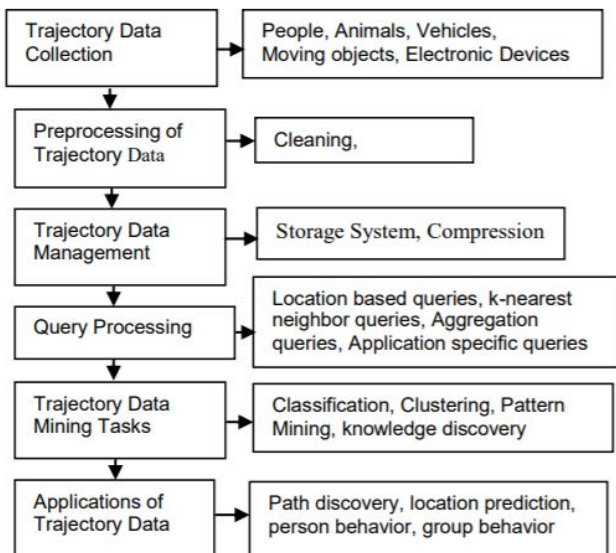 Trajectory Data
Collection
People, Animals, Vehicles,
Moving objects, Electronic Devices
Preprocessing of
Trajectory Data
Cleaning,
Trajectory Data
Management
Storage System, Compression
Query Processing
Location based queries, k-nearest
neighbor queries, Aggregation
queries, Application specific queries
Trajectory Data
Mining Tasks
Classification, Clustering, Pattern
Mining, knowledge discovery
Applications of
Trajectory Data
Path discovery, location prediction,
person behavior, group behavior